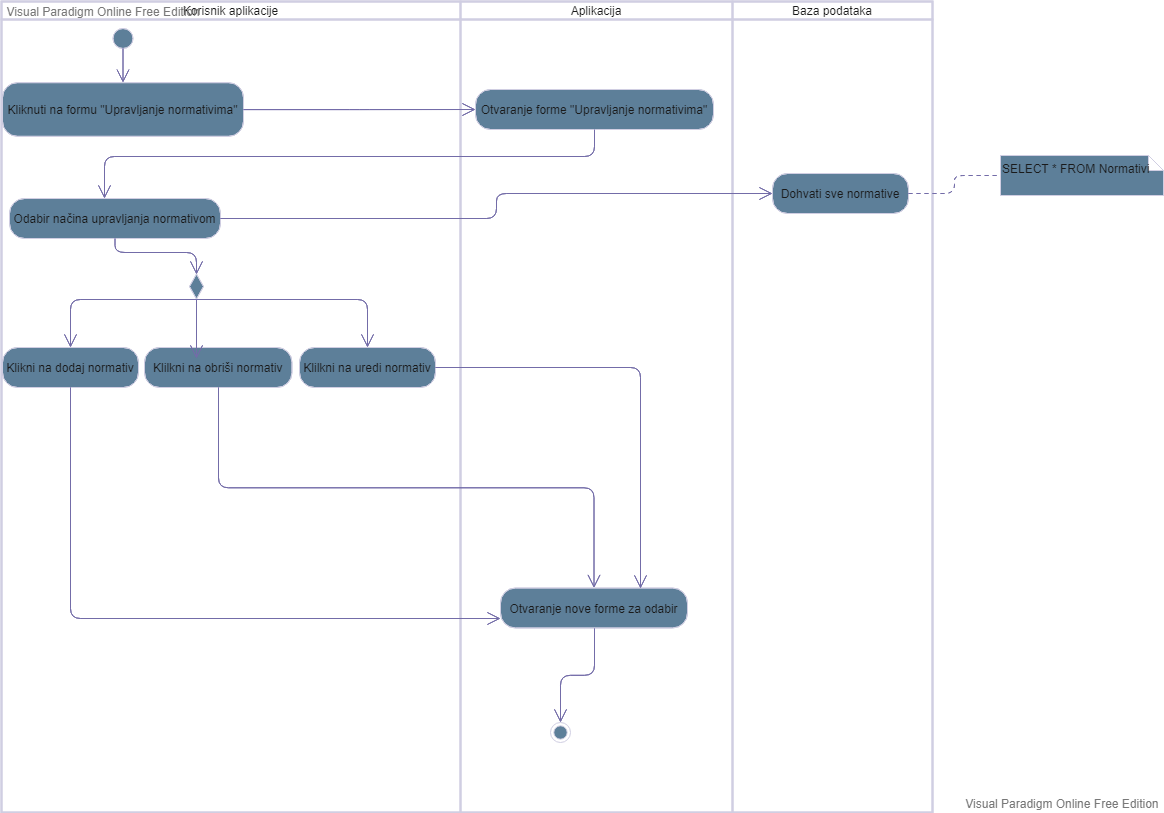 Visual Paradigm Online Free Edition
Korisnik aplikacije
Aplikacija
Baza podataka
Kliknuti na formu "Upravljanje normativima"
Otvaranje forme "Upravljanje normativima"
SELECT * FROM Normativi
Dohvati sve normative
Odabir načina upravljanja normativom
Klikni na dodaj normativ
Klilkni na obriši normativ
Klilkni na uredi normativ
Otvaranje nove forme za odabir
Visual Paradigm Online Free Edition